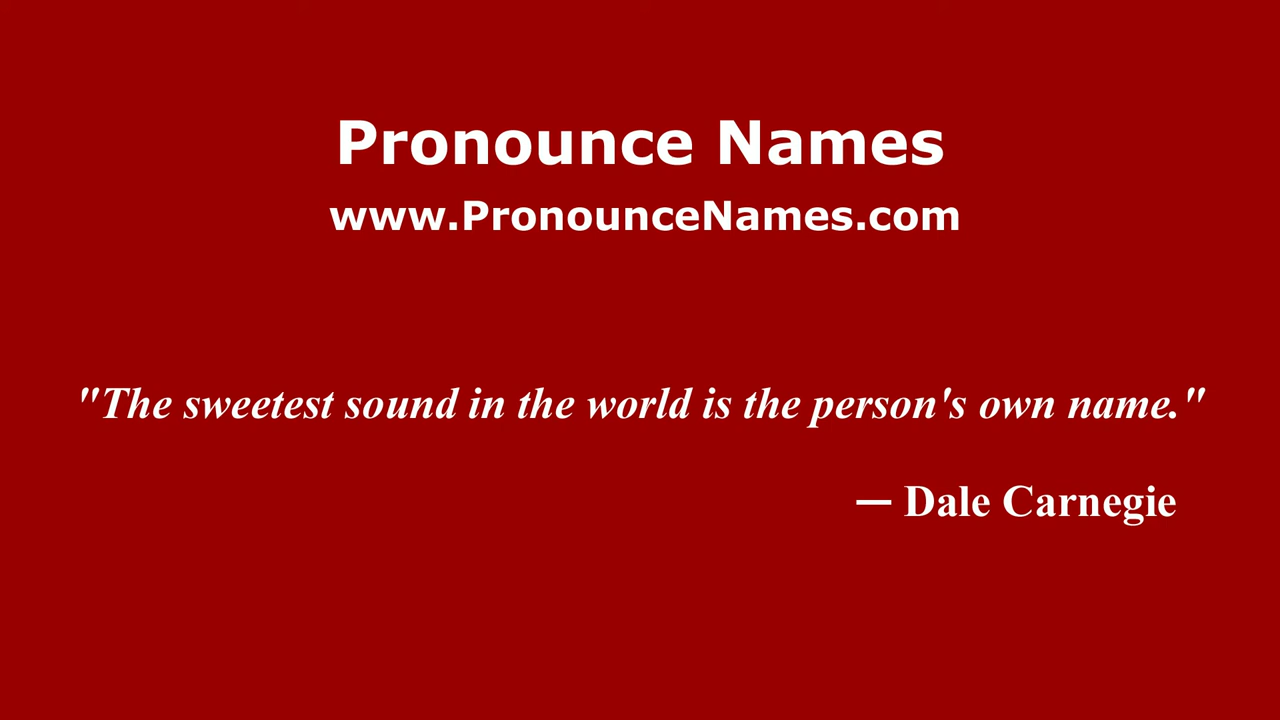 Pronounce Names
www.PronounceNames.com
"The sweetest sound in the world is the person's own name."
— Dale Carnegie